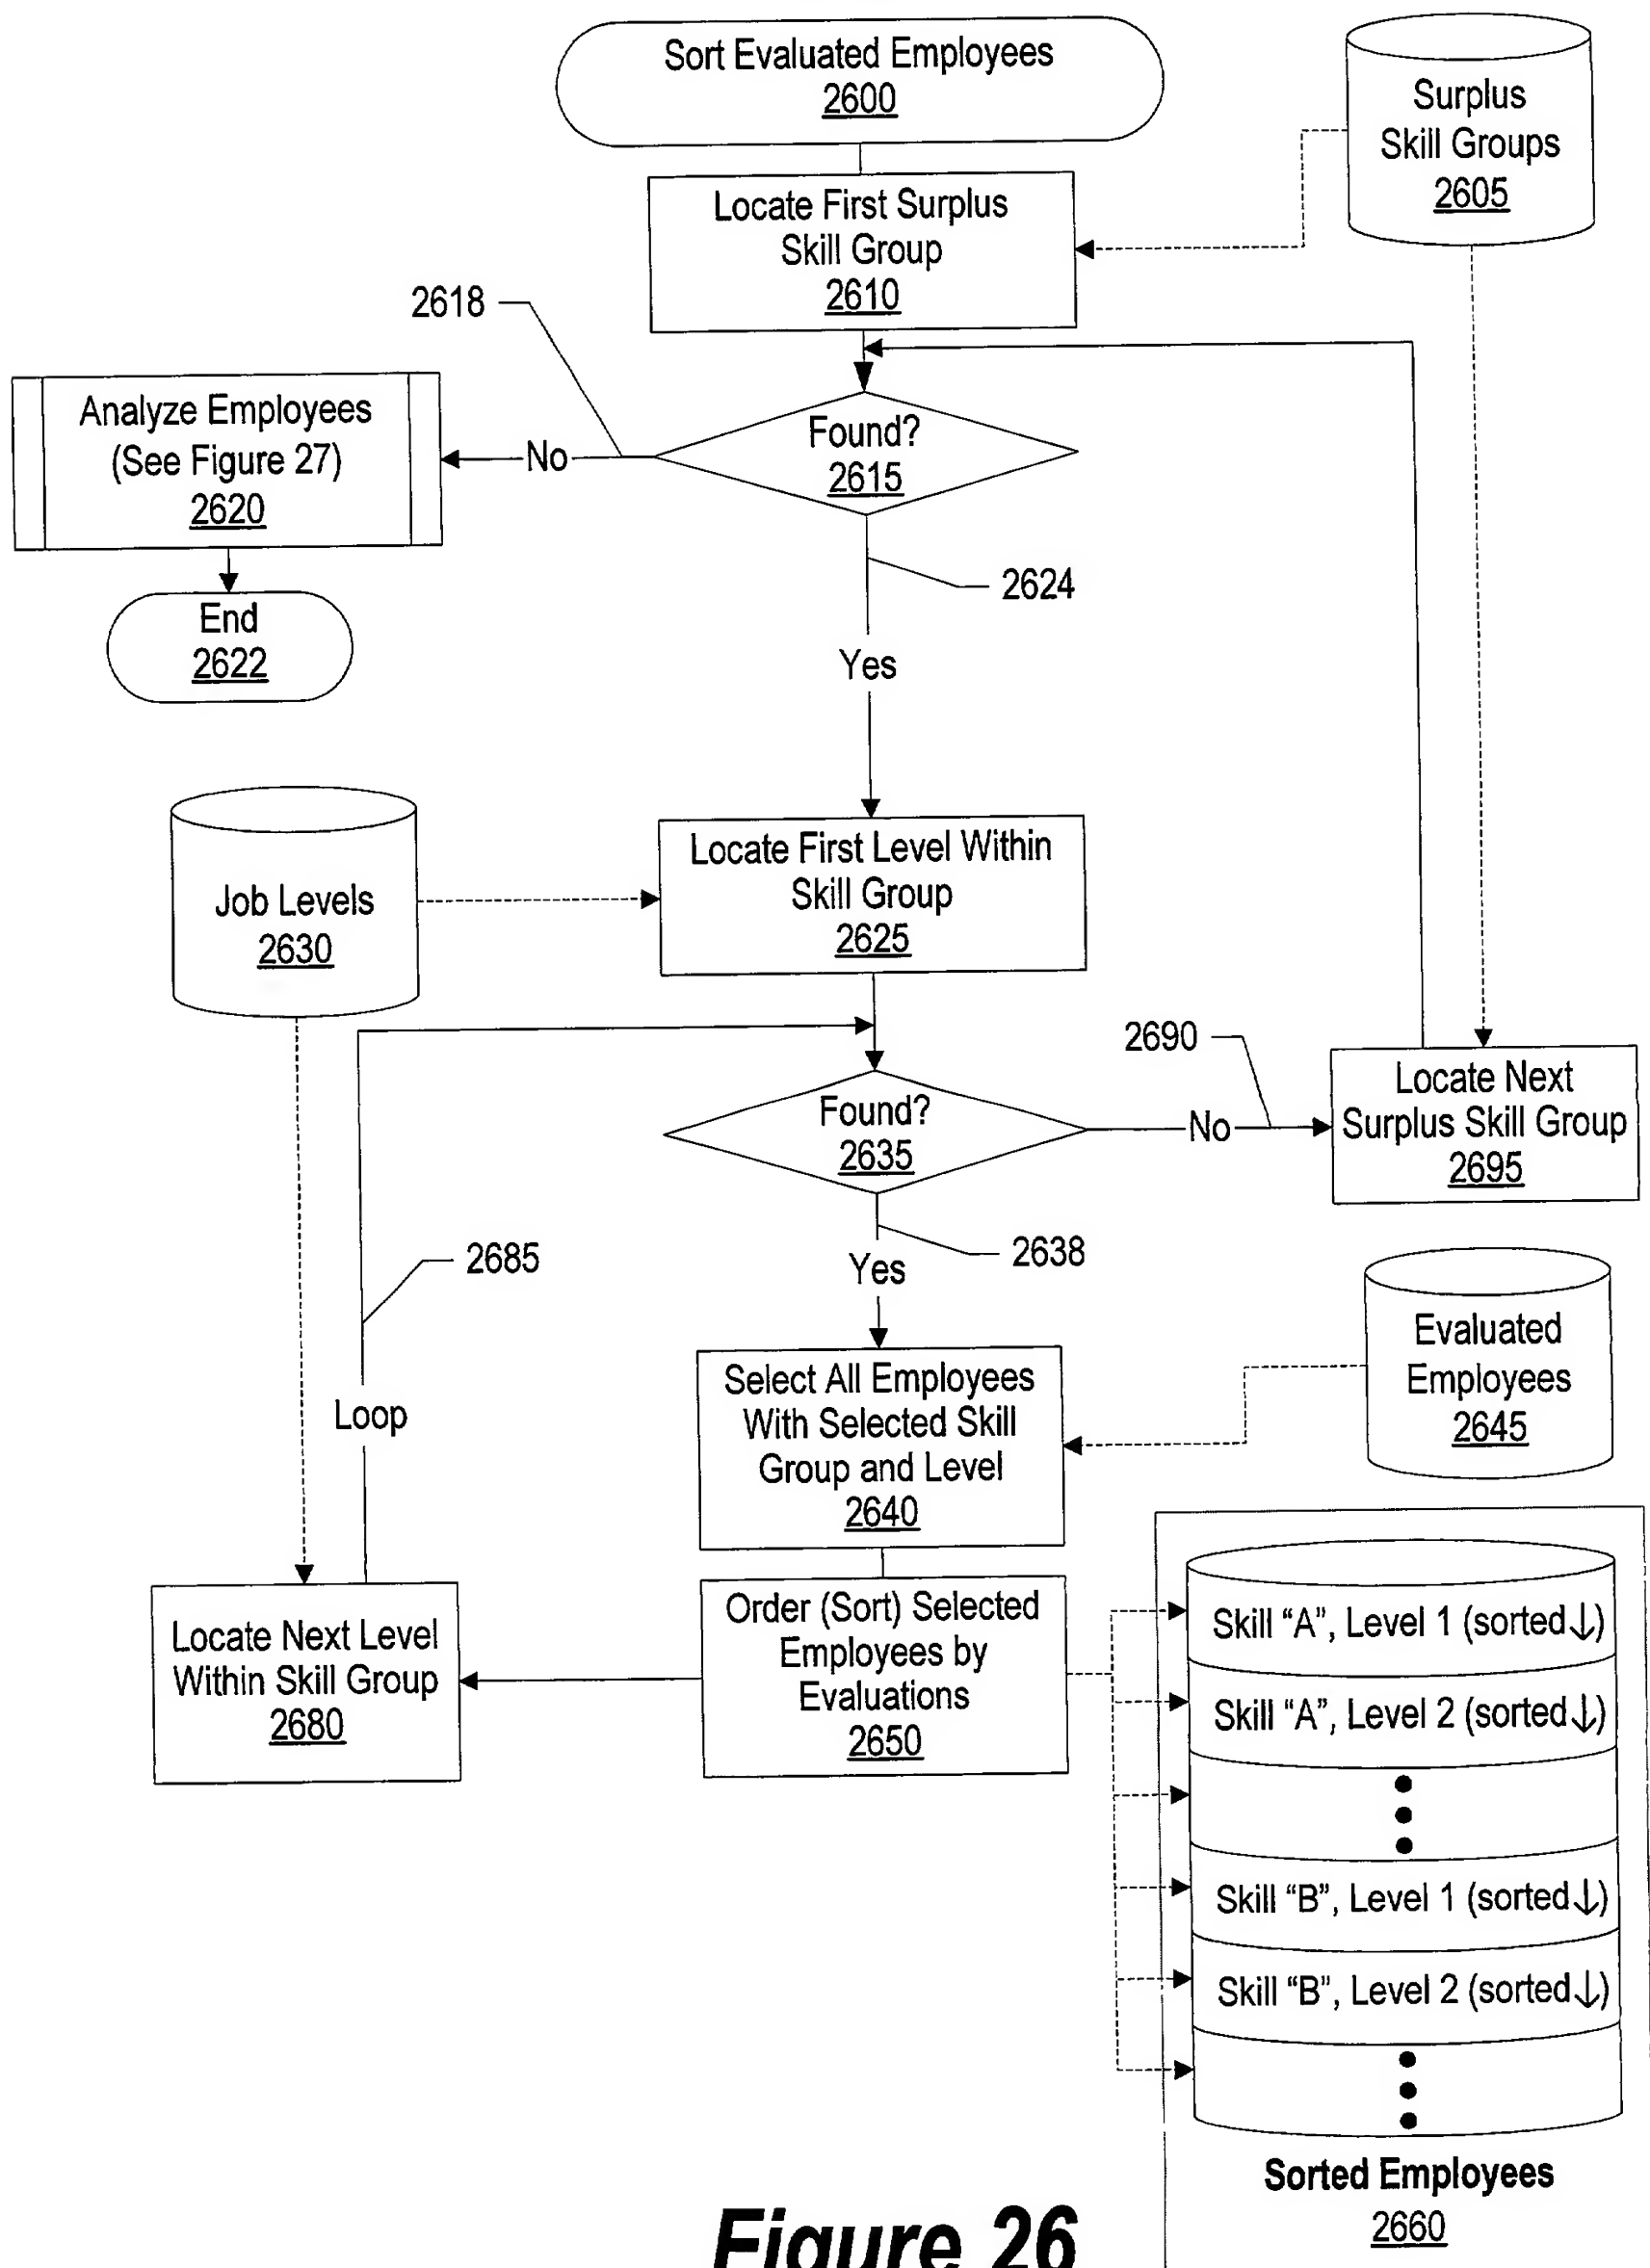 Sort Evaluated Employees
2600
Surplus
Skill Groups
2605
Locate First Surplus
Skill Group
2610
2618
Analyze Employees
(See Figure 27)
2620
No
Found?
2615
End
2622
2624
Yes
Job Levels
2630
Locate First Level Within
Skill Group
2625
2690
Found?
2635
No
Locate Next
Surplus Skill Group
2695
2685
2638
Yes
Evaluated
Employees
2645
Loop
Select All Employees
With Selected Skill
Group and Level
2640
Locate Next Level
Within Skill Group
2680
Order (Sort) Selected
Employees by
Evaluations
2650
Skill “A”, Level 1 (sorted↓)
Skill “A”, Level 2 (sorted↓)
Skill “B”, Level 1 (sorted↓)
Skill “B”, Level 2 (sorted↓)
Sorted Employees
2660
Figure 26